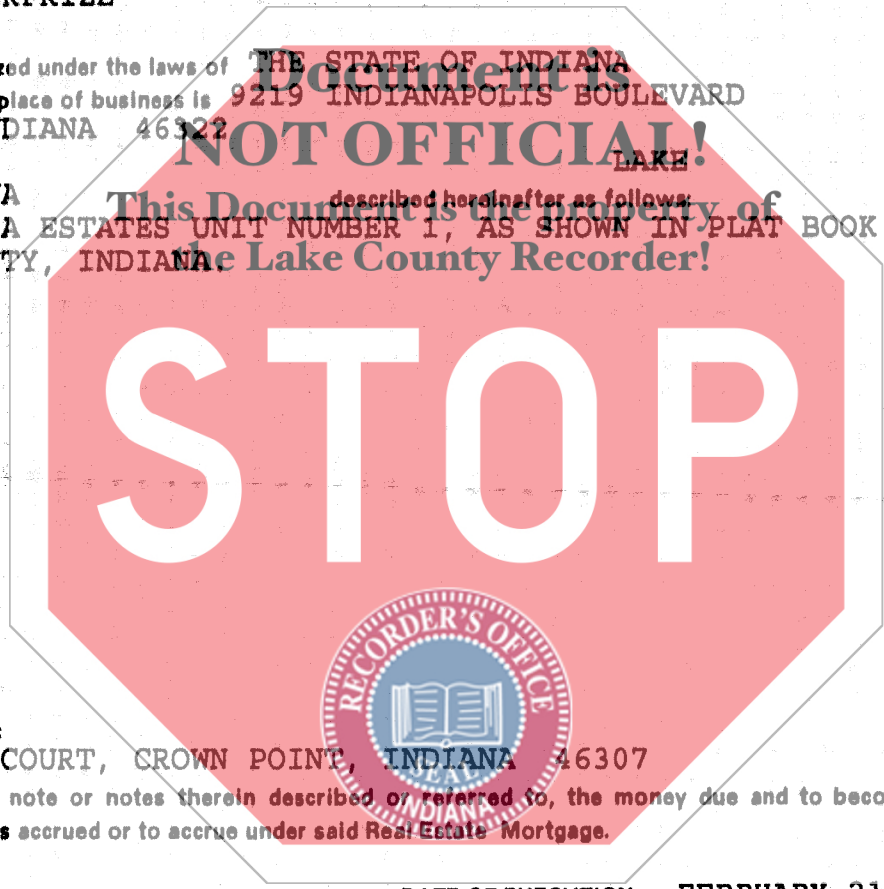 ed under the laws of THE STATE OF INDIANA
Document is
place of business is 9219 INDIANAPOLIS BOULEVARD
DIANA 46322
NOT OFFICIAL!
LAKE
A
described hereinafter as follows:
This Document is the property of
A ESTATES UNIT NUMBER 1, AS SHOWN IN PLAT BOOK
TY, INDIANA.
the Lake County Recorder!
STOP
RECORDER'S OFFICE
COURT, CROWN POINT, INDIANA 46307
SEAL
note or notes therein described or referred to, the money due and to beco
INDIANA
s accrued or to accrue under said Real Estate Mortgage.